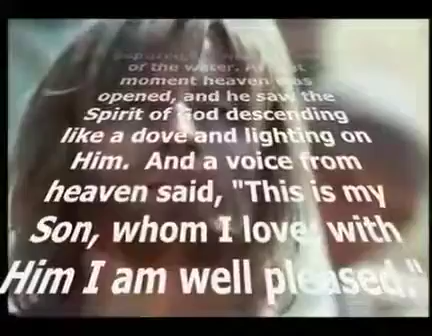 of the water. At that
moment heaven was
opened, and he saw the
Spirit of God descending
like a dove and lighting on
Him. And a voice from
heaven said, "This is my
Son, whom I love, with
Him I am well pleased."